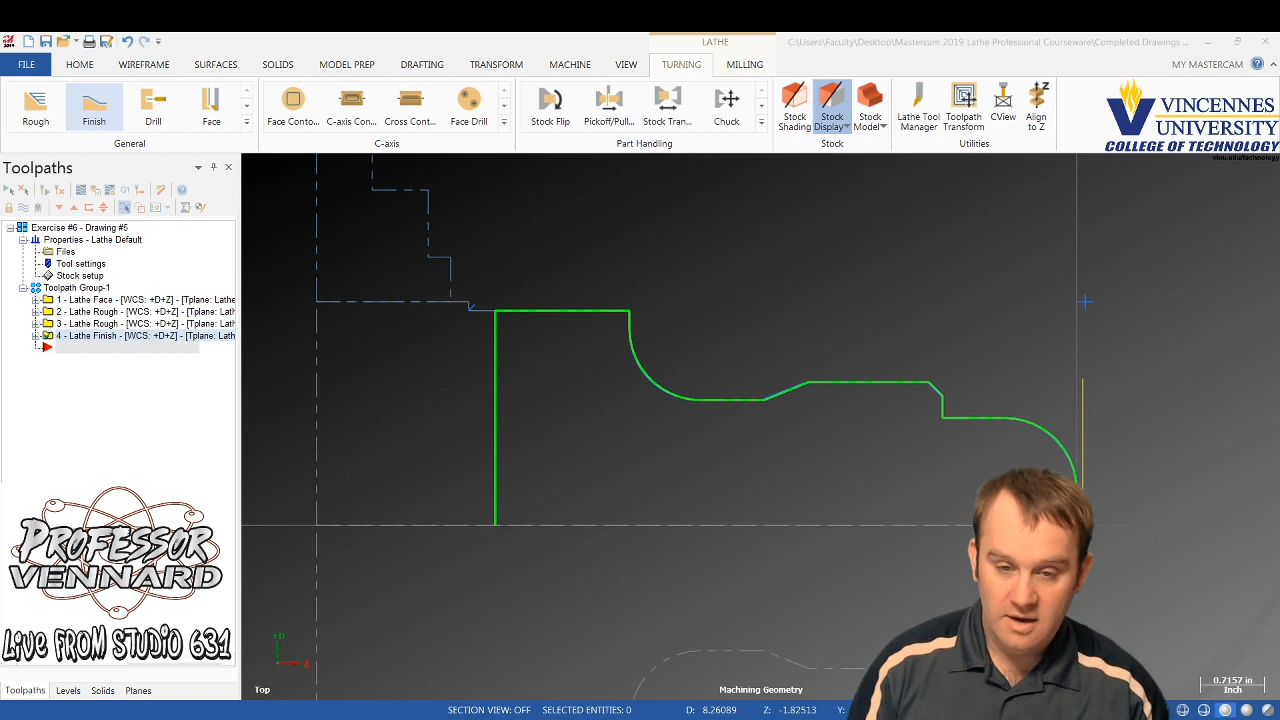 2019
LATHE
C:\Users\Faculty\Desktop\Mastercam 2019 Lathe Professional Courseware\Completed Drawings ...
FILE
HOME
WIREFRAME
SURFACES
SOLIDS
MODEL PREP
DRAFTING
TRANSFORM
MACHINE
VIEW
TURNING
MILLING
MY MASTERCAM
Rough
Finish
Drill
Face
Face Conto...
C-axis Con...
Cross Cont...
Face Drill
Stock Flip
Pickoff/Pull...
Stock Tran...
Chuck
Stock Shading
Stock Display
Stock Model
Lathe Tool Manager
Toolpath Transform
CView
Align to Z
General
C-axis
Part Handling
Stock
Utilities
VINCENNES
UNIVERSITY
COLLEGE OF TECHNOLOGY
vinu.edu/technology
Toolpaths
G1
Exercise #6 - Drawing #5
Properties - Lathe Default
Files
Tool settings
Stock setup
Toolpath Group-1
1 - Lathe Face - [WCS: +D+Z] - [Tplane: Lath
2 - Lathe Rough - [WCS: +D+Z] - [Tplane: Lath
3 - Lathe Rough - [WCS: +D+Z] - [Tplane: Lath
4 - Lathe Finish - [WCS: +D+Z] - [Tplane: Lath
PROFESSOR
VENNARD
LIVE FROM STUDIO 631
Toolpaths
Levels
Solids
Planes
+D
Z
Top
Machining Geometry
0.7157 in
Inch
SECTION VIEW: OFF
SELECTED ENTITIES: 0
D: 8.26089
Z: -1.82513
Y: